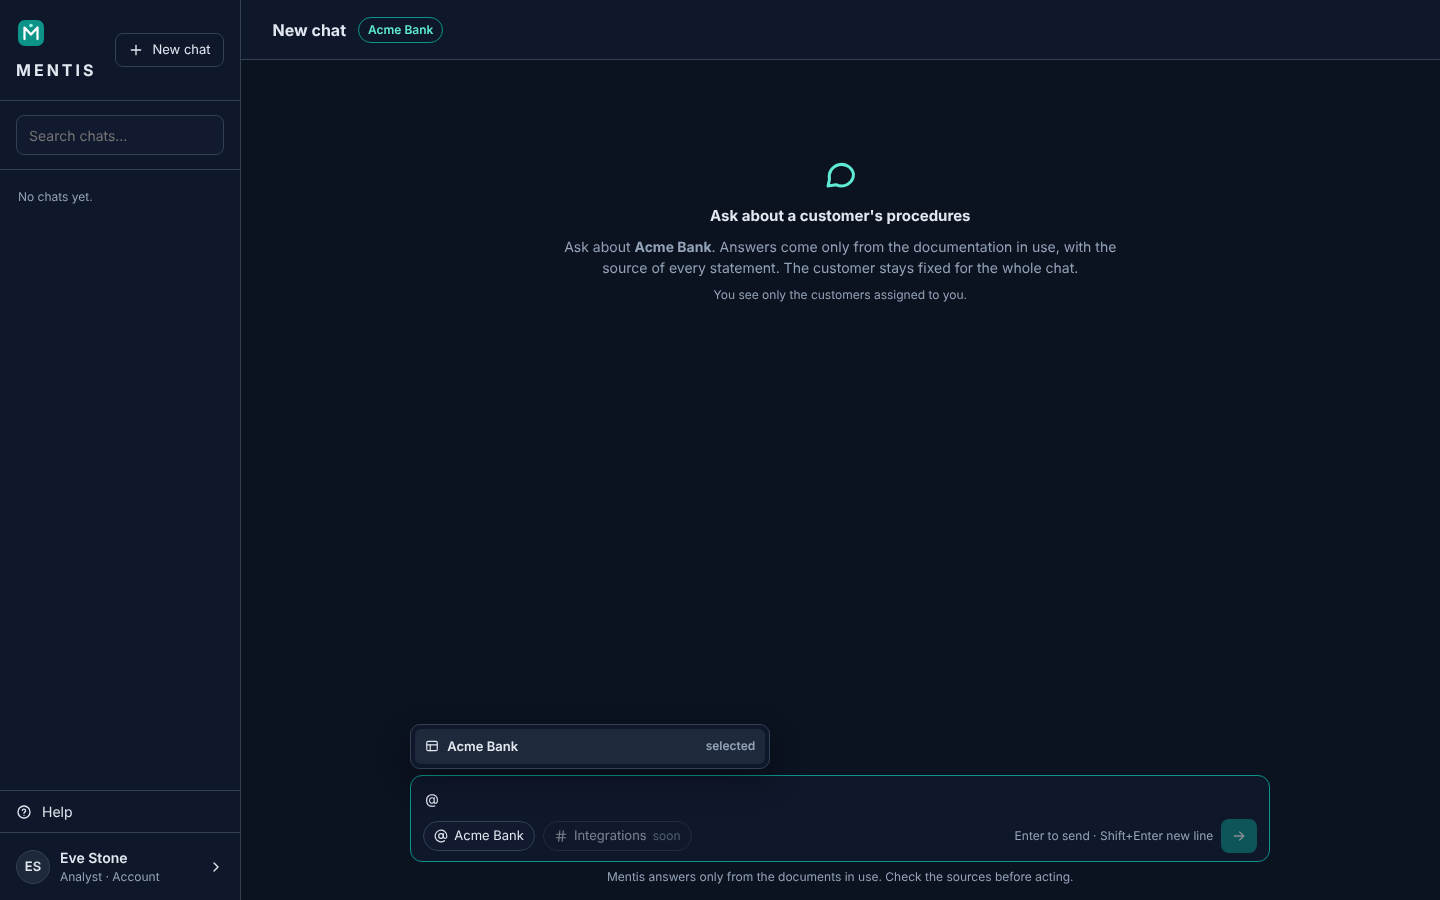 MENTIS
New chat
Search chats...
No chats yet.
Help
ES
Eve Stone
Analyst · Account
New chat
Acme Bank
Ask about a customer's procedures
Ask about Acme Bank. Answers come only from the documentation in use, with the
source of every statement. The customer stays fixed for the whole chat.
You see only the customers assigned to you.
Acme Bank selected
@
@ Acme Bank
# Integrations soon
Enter to send · Shift+Enter new line
Mentis answers only from the documents in use. Check the sources before acting.